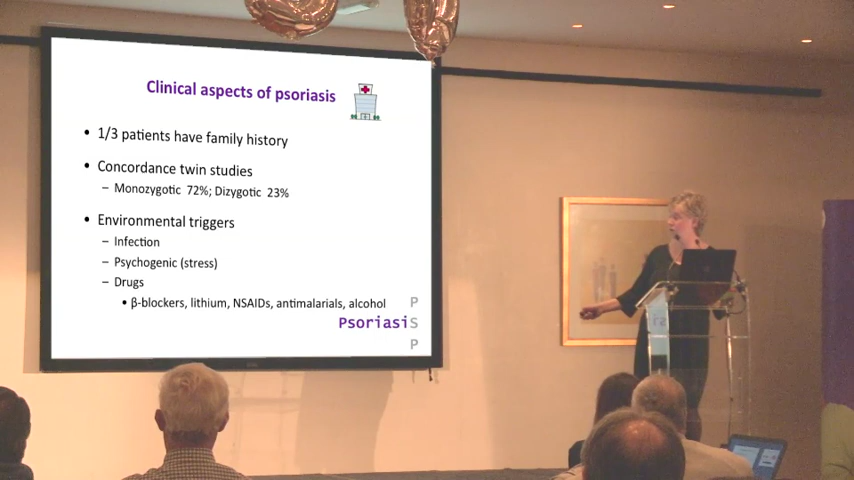 Clinical aspects of psoriasis
• 1/3 patients have family history
• Concordance twin studies
– Monozygotic 72%; Dizygotic 23%
• Environmental triggers
– Infection
– Psychogenic (stress)
– Drugs
• β-blockers, lithium, NSAIDs, antimalarials, alcohol
P
PsoriasiS
P